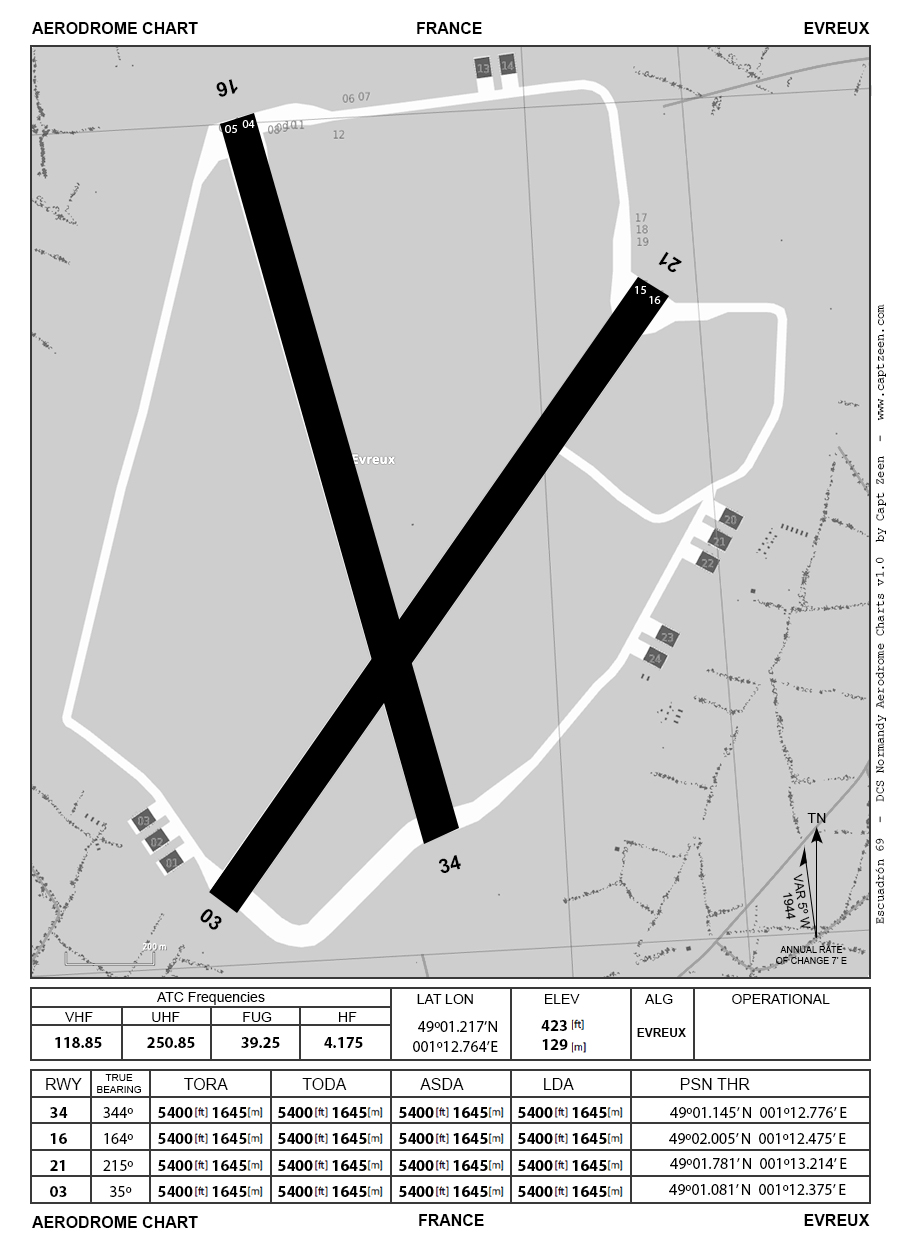 AERODROME CHART FRANCE EVREUX
16
13 14
06 07
05 04 08 09 10 11
12
17
18
19
21
15
16
Evreux
20
21
22
23
24
03
02
01
34
03
200 m
TN
VAR 5º W
1944
ANNUAL RATE
OF CHANGE 7' E
Escuadrón 69 – DCS Normandy Aerodrome Charts v1.0 by Capt Zeen – www.captzeen.com
ATC Frequencies LAT LON ELEV ALG OPERATIONAL
VHF UHF FUG HF
118.85 250.85 39.25 4.175
49º01.217'N
001º12.764'E
423 [ft]
129 [m]
EVREUX
RWY TRUE BEARING TORA TODA ASDA LDA PSN THR
34 344º 5400[ft] 1645[m] 5400[ft] 1645[m] 5400[ft] 1645[m] 5400[ft] 1645[m] 49º01.145'N 001º12.776'E
16 164º 5400[ft] 1645[m] 5400[ft] 1645[m] 5400[ft] 1645[m] 5400[ft] 1645[m] 49º02.005'N 001º12.475'E
21 215º 5400[ft] 1645[m] 5400[ft] 1645[m] 5400[ft] 1645[m] 5400[ft] 1645[m] 49º01.781'N 001º13.214'E
03 35º 5400[ft] 1645[m] 5400[ft] 1645[m] 5400[ft] 1645[m] 5400[ft] 1645[m] 49º01.081'N 001º12.375'E
AERODROME CHART FRANCE EVREUX